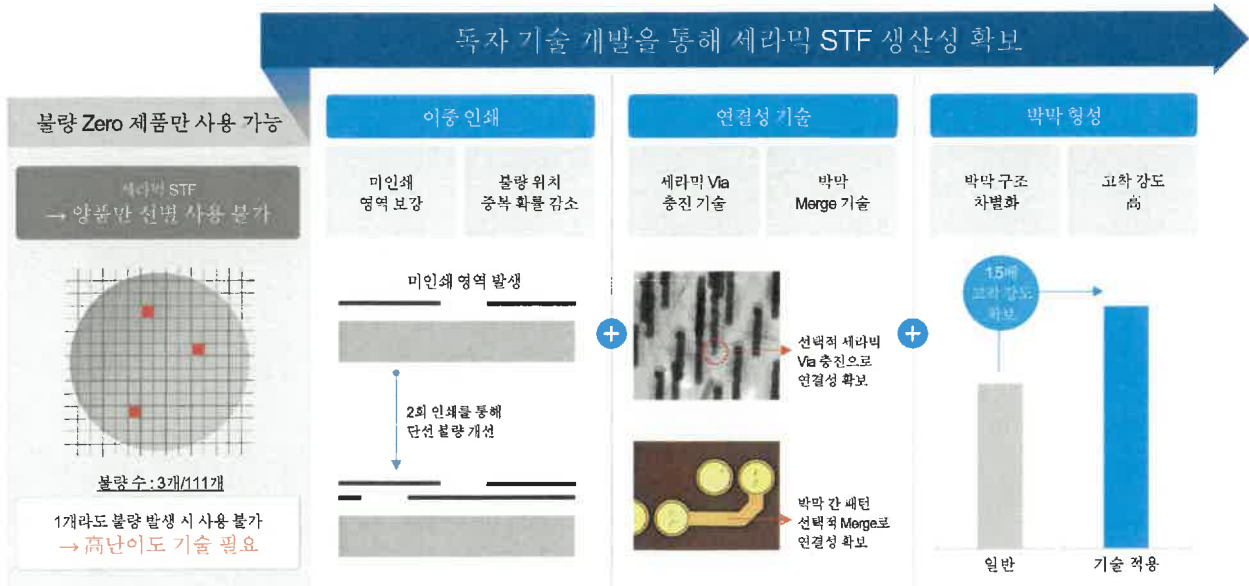 독자 기술 개발을 통해 세라믹 STF 생산성 확보
불량 Zero 제품만 사용 가능
세라믹 STF
→ 양품만 선별 사용 불가
불량 수 : 3개/111개
1개라도 불량 발생 시 사용 불가
→ 高난이도 기술 필요
이중 인쇄
미인쇄
영역 보강
불량 위치
중복 확률 감소
미인쇄 영역 발생
2회 인쇄를 통해
단선 불량 개선
연결성 기술
세라믹 Via
충진 기술
박막
Merge 기술
선택적 세라믹
Via 충진으로
연결성 확보
박막 간 패턴
선택적 Merge로
연결성 확보
박막 형성
박막 구조
차별화
고착 강도
高
1.5배
고착 강도
확보
일반
기술 적용